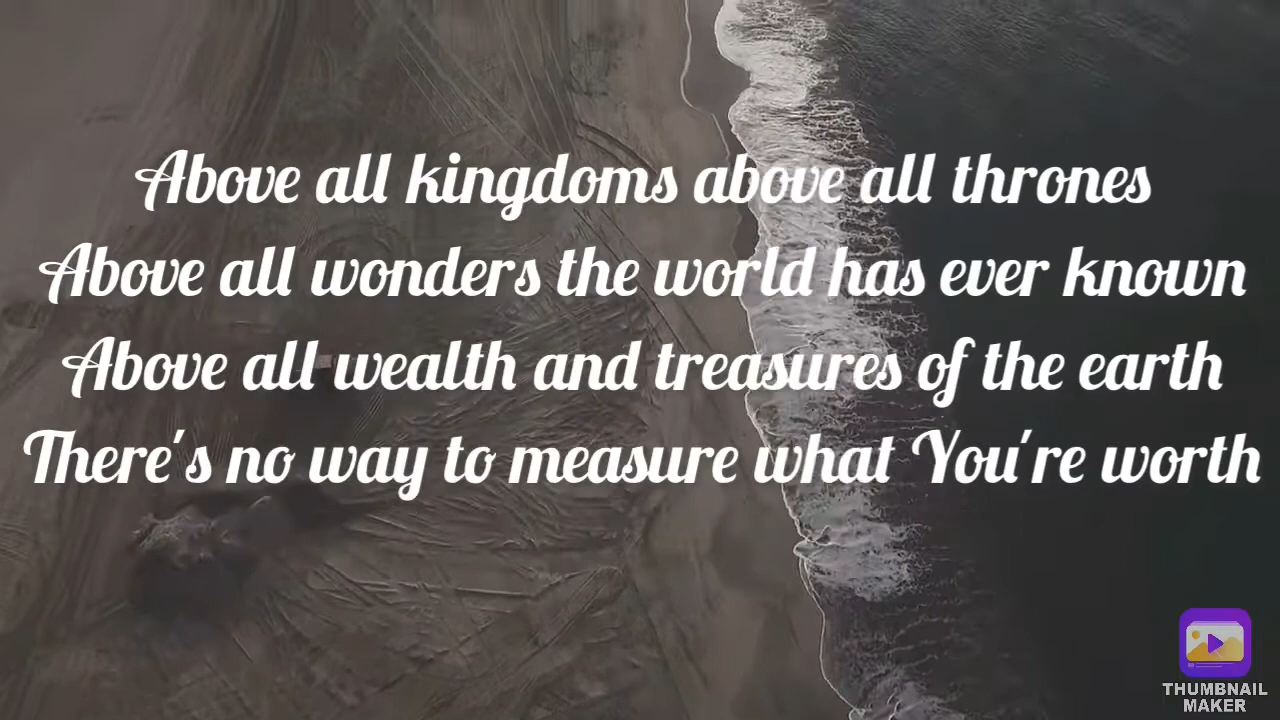 Above all kingdoms above all thrones
Above all wonders the world has ever known
Above all wealth and treasures of the earth
There's no way to measure what You're worth
THUMBNAIL
MAKER